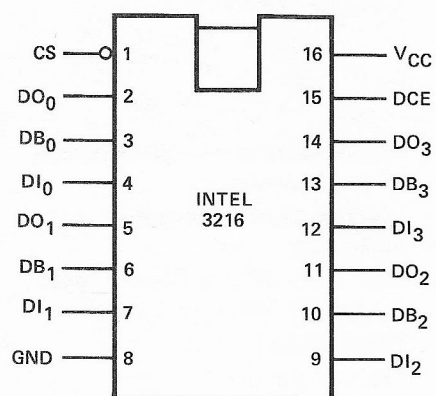 CS 1 16 VCC
DO0 2 15 DCE
DB0 3 14 DO3
DI0 4 13 DB3
INTEL
3216
DO1 5 12 DI3
DB1 6 11 DO2
DI1 7 10 DB2
GND 8 9 DI2